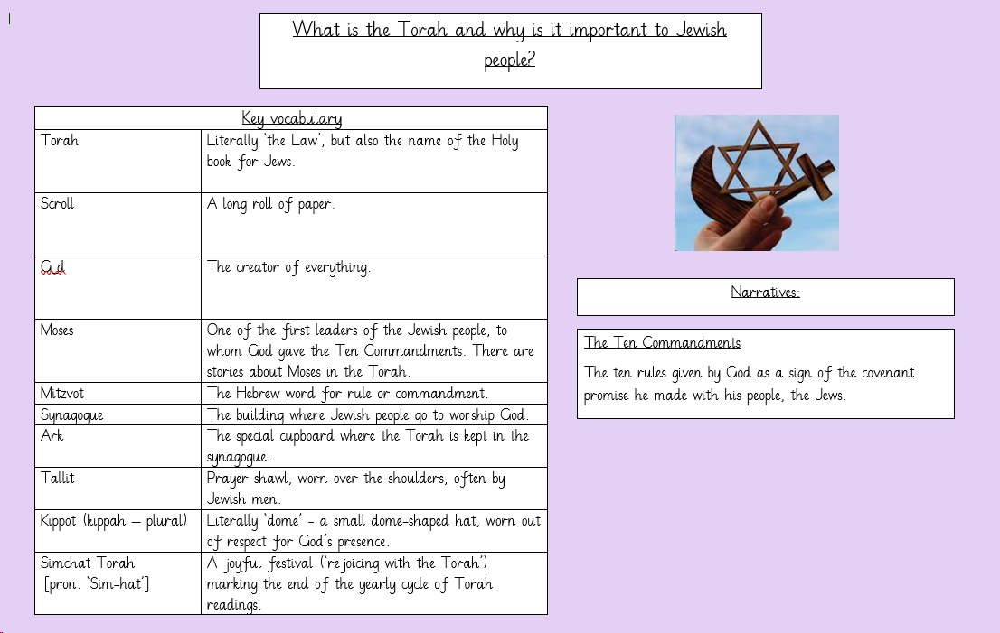 What is the Torah and why is it important to Jewish
people?
Key vocabulary
Torah
Literally ‘the Law’, but also the name of the Holy
book for Jews.
Scroll
A long roll of paper.
G_d
The creator of everything.
Moses
One of the first leaders of the Jewish people, to
whom God gave the Ten Commandments. There are
stories about Moses in the Torah.
Mitzvot
The Hebrew word for rule or commandment.
Synagogue
The building where Jewish people go to worship God.
Ark
The special cupboard where the Torah is kept in the
synagogue.
Tallit
Prayer shawl, worn over the shoulders, often by
Jewish men.
Kippot (kippah – plural)
Literally ‘dome’ - a small dome-shaped hat, worn out
of respect for God’s presence.
Simchat Torah
[pron. ‘Sim-hat’]
A joyful festival (‘rejoicing with the Torah’)
marking the end of the yearly cycle of Torah
readings.
Narratives:
The Ten Commandments
The ten rules given by God as a sign of the covenant
promise he made with his people, the Jews.